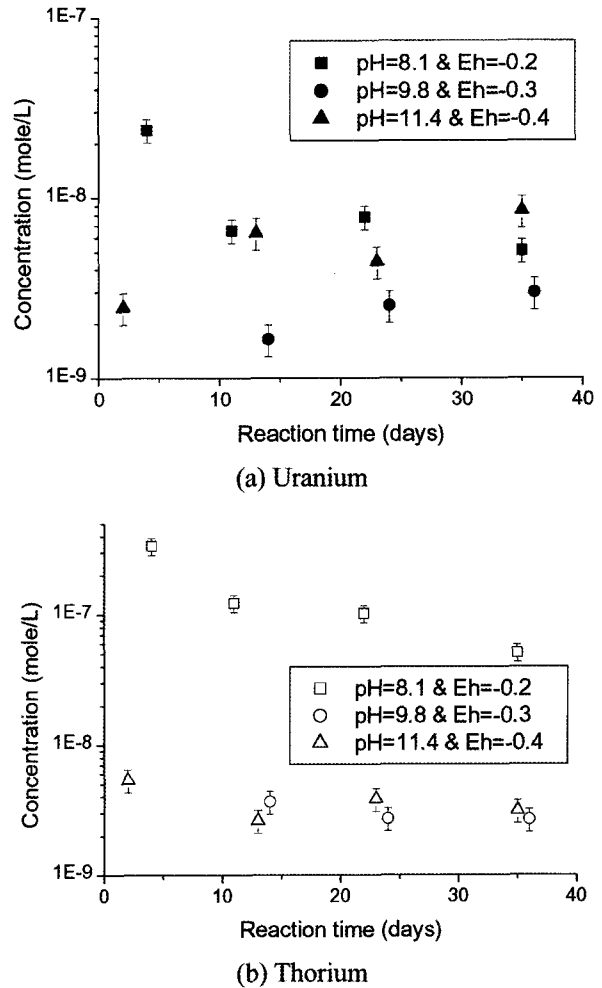 1E-7
1E-8
1E-9
Concentration (mole/L)
■ pH=8.1 & Eh=-0.2
● pH=9.8 & Eh=-0.3
▲ pH=11.4 & Eh=-0.4
0 10 20 30 40
Reaction time (days)
(a) Uranium
1E-7
1E-8
1E-9
Concentration (mole/L)
□ pH=8.1 & Eh=-0.2
○ pH=9.8 & Eh=-0.3
△ pH=11.4 & Eh=-0.4
0 10 20 30 40
Reaction time (days)
(b) Thorium